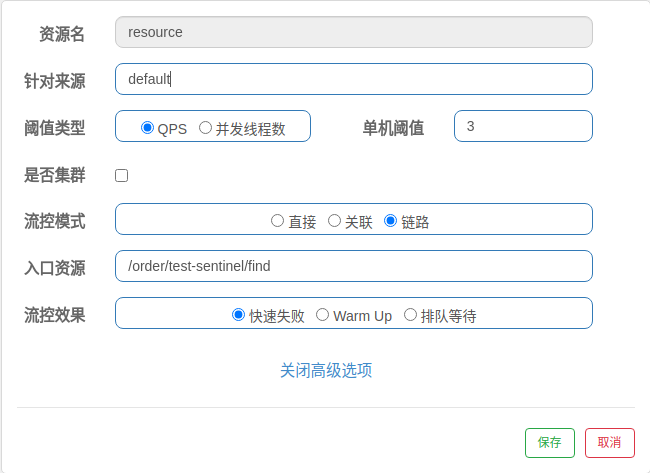 资源名 resource
针对来源 default
阈值类型 QPS 并发线程数 单机阈值 3
是否集群
流控模式 直接 关联 链路
入口资源 /order/test-sentinel/find
流控效果 快速失败 Warm Up 排队等待
关闭高级选项
保存 取消